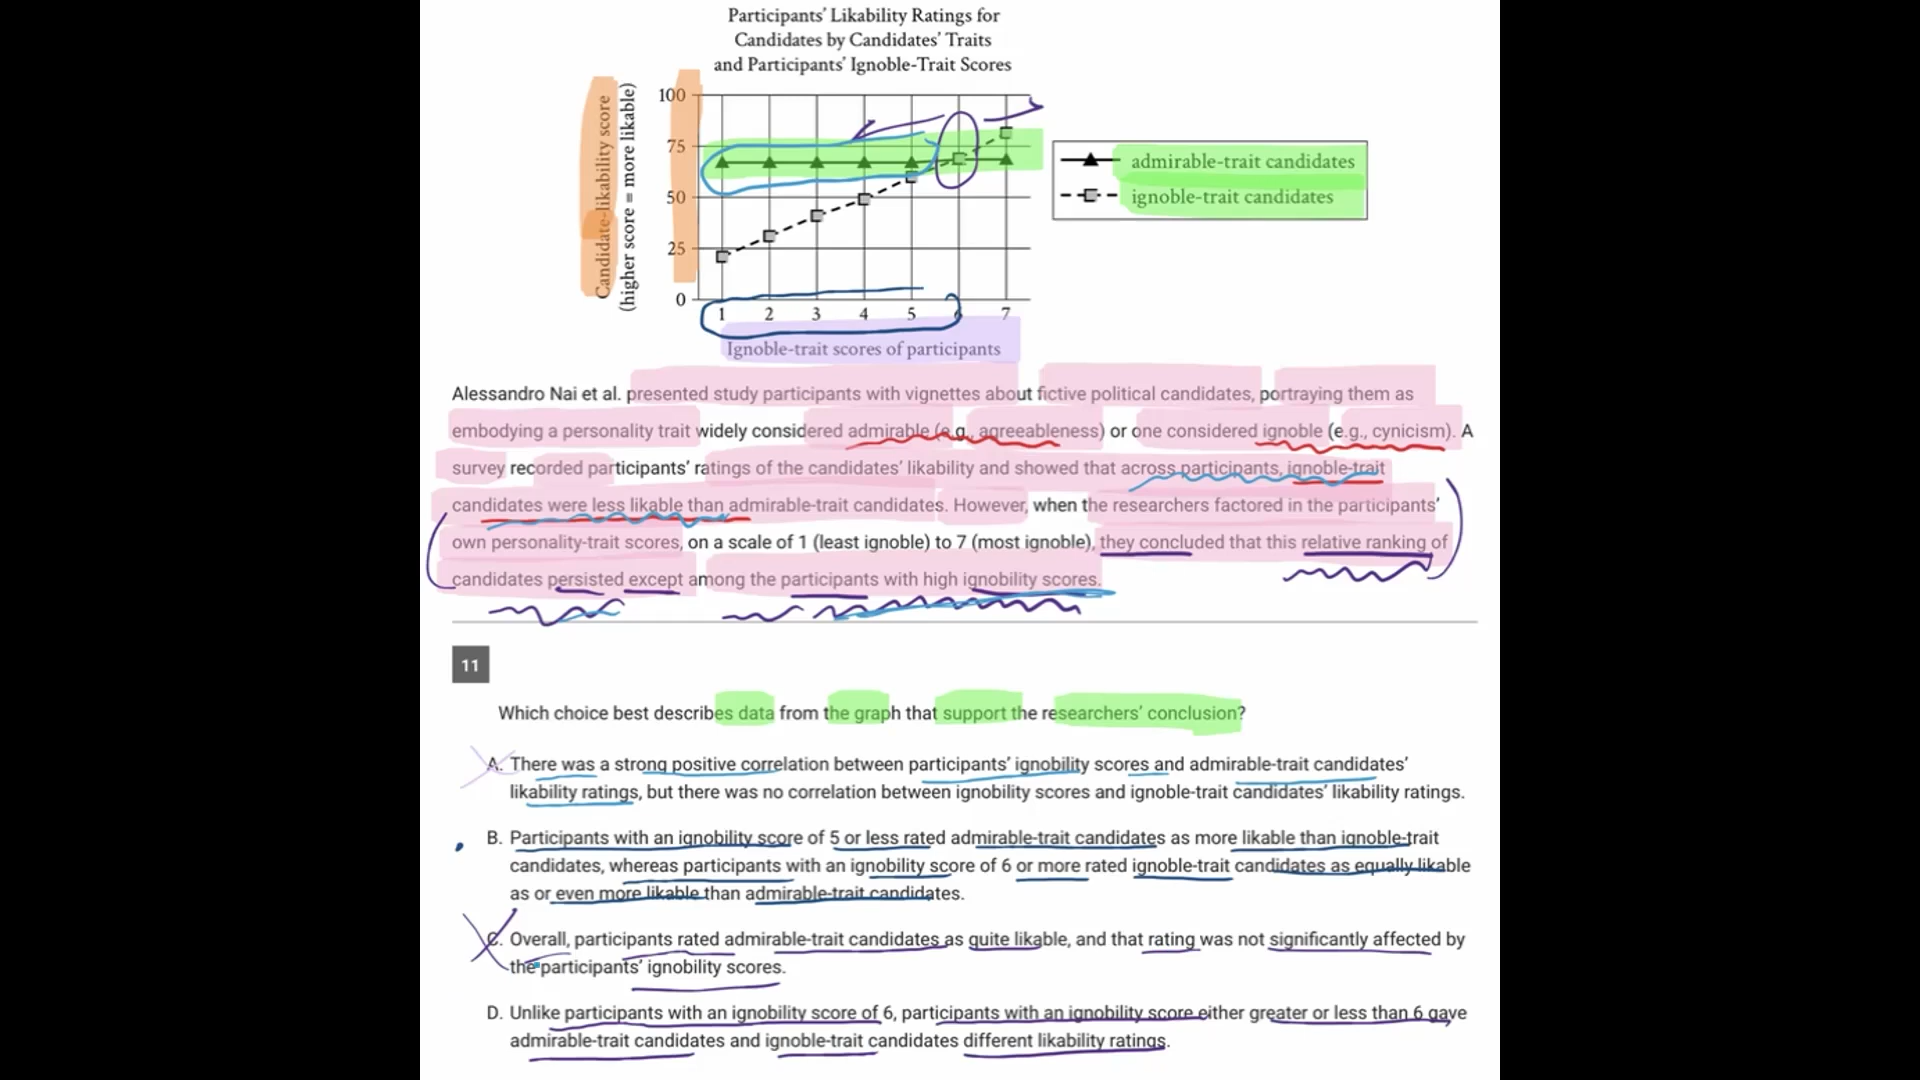 Participants’ Likability Ratings for
Candidates by Candidates’ Traits
and Participants’ Ignoble-Trait Scores
Candidate-likability score
(higher score = more likable)
100
75
50
25
0
1 2 3 4 5 6 7
Ignoble-trait scores of participants
admirable-trait candidates
ignoble-trait candidates
Alessandro Nai et al. presented study participants with vignettes about fictive political candidates, portraying them as
embodying a personality trait widely considered admirable (e.g., agreeableness) or one considered ignoble (e.g., cynicism). A
survey recorded participants’ ratings of the candidates’ likability and showed that across participants, ignoble-trait
candidates were less likable than admirable-trait candidates. However, when the researchers factored in the participants’
own personality-trait scores, on a scale of 1 (least ignoble) to 7 (most ignoble), they concluded that this relative ranking of
candidates persisted except among the participants with high ignobility scores.
11
Which choice best describes data from the graph that support the researchers’ conclusion?
A. There was a strong positive correlation between participants’ ignobility scores and admirable-trait candidates’
likability ratings, but there was no correlation between ignobility scores and ignoble-trait candidates’ likability ratings.
B. Participants with an ignobility score of 5 or less rated admirable-trait candidates as more likable than ignoble-trait
candidates, whereas participants with an ignobility score of 6 or more rated ignoble-trait candidates as equally likable
as or even more likable than admirable-trait candidates.
C. Overall, participants rated admirable-trait candidates as quite likable, and that rating was not significantly affected by
the participants’ ignobility scores.
D. Unlike participants with an ignobility score of 6, participants with an ignobility score either greater or less than 6 gave
admirable-trait candidates and ignoble-trait candidates different likability ratings.